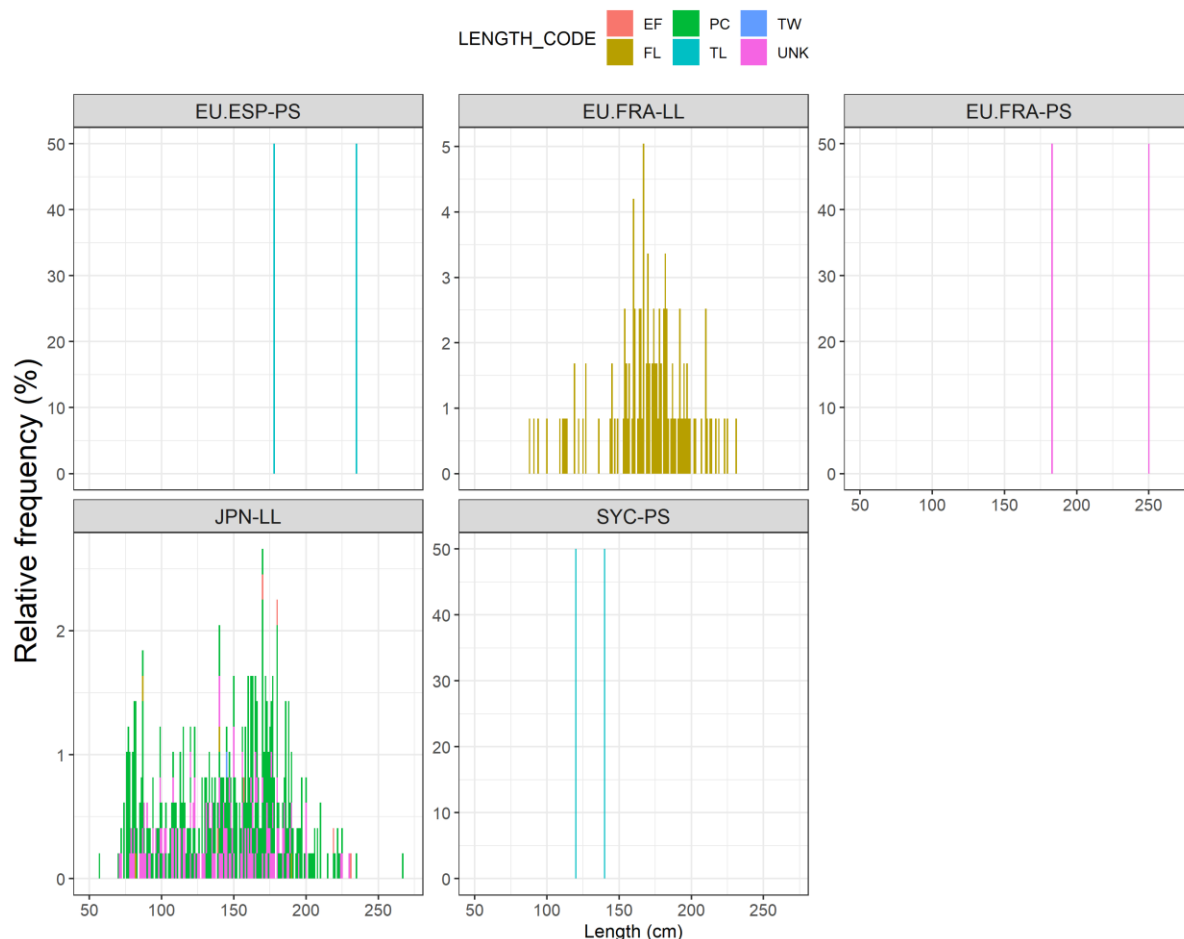 LENGTH_CODE
EF PC TW
FL TL UNK
EU.ESP-PS EU.FRA-LL EU.FRA-PS
50 5 50
40 4 40
30 3 30
20 2 20
10 1 10
0 0 0
50 100 150 200 250
Relative frequency (%)
JPN-LL SYC-PS
50
40
2
30
1 20
10
0 0
50 100 150 200 250 50 100 150 200 250
Length (cm)